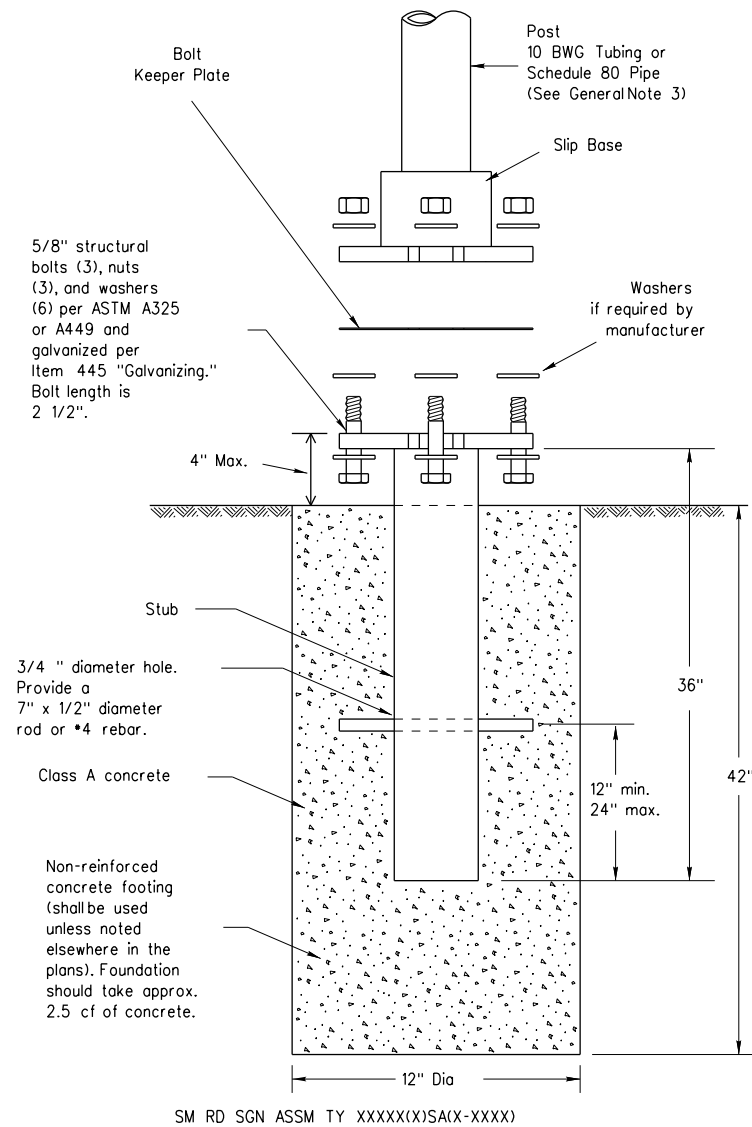 Post
10 BWG Tubing or
Schedule 80 Pipe
(See General Note 3)
Bolt
Keeper Plate
Slip Base
5/8" structural
bolts (3), nuts
(3), and washers
(6) per ASTM A325
or A449 and
galvanized per
Item 445 "Galvanizing."
Bolt length is
2 1/2".
Washers
if required by
manufacturer
4" Max.
Stub
3/4 " diameter hole.
Provide a
7" x 1/2" diameter
rod or #4 rebar.
36"
Class A concrete
12" min.
24" max.
42"
Non-reinforced
concrete footing
(shall be used
unless noted
elsewhere in the
plans). Foundation
should take approx.
2.5 cf of concrete.
12" Dia
SM RD SGN ASSM TY XXXXX(X)SA(X-XXXX)